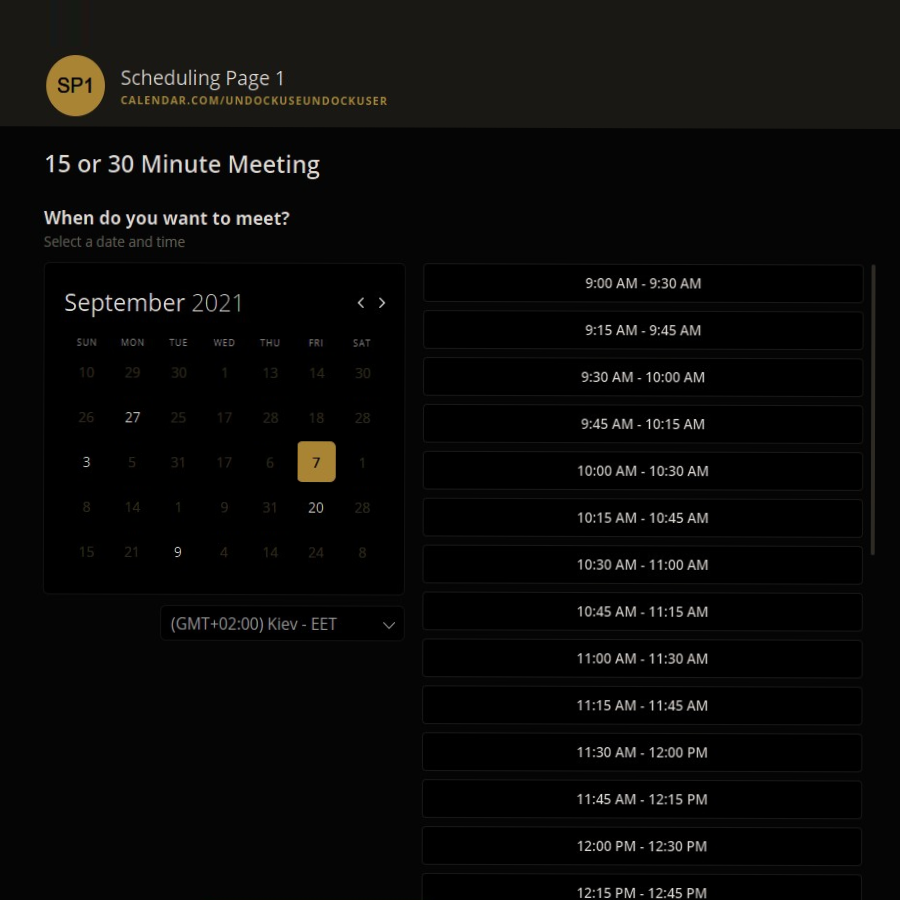 SP1
Scheduling Page 1
CALENDAR.COM/UNDOCKUSEUNDOCKUSER
15 or 30 Minute Meeting
When do you want to meet?
Select a date and time
September 2021
SUN MON TUE WED THU FRI SAT
10 29 30 1 13 14 30
26 27 25 17 28 18 28
3 5 31 17 6 7 1
8 14 1 9 31 20 28
15 21 9 4 14 24 8
(GMT+02:00) Kiev - EET
9:00 AM - 9:30 AM
9:15 AM - 9:45 AM
9:30 AM - 10:00 AM
9:45 AM - 10:15 AM
10:00 AM - 10:30 AM
10:15 AM - 10:45 AM
10:30 AM - 11:00 AM
10:45 AM - 11:15 AM
11:00 AM - 11:30 AM
11:15 AM - 11:45 AM
11:30 AM - 12:00 PM
11:45 AM - 12:15 PM
12:00 PM - 12:30 PM
12:15 PM - 12:45 PM